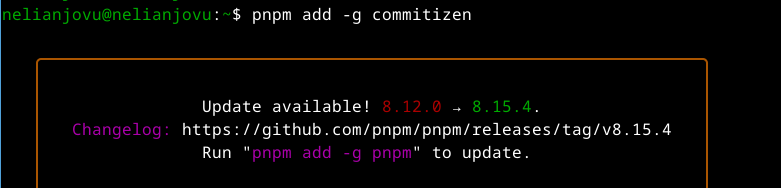 nelianjovu@nelianjovu:~$ pnpm add -g commitizen
Update available! 8.12.0 → 8.15.4.
Changelog: https://github.com/pnpm/pnpm/releases/tag/v8.15.4
Run "pnpm add -g pnpm" to update.